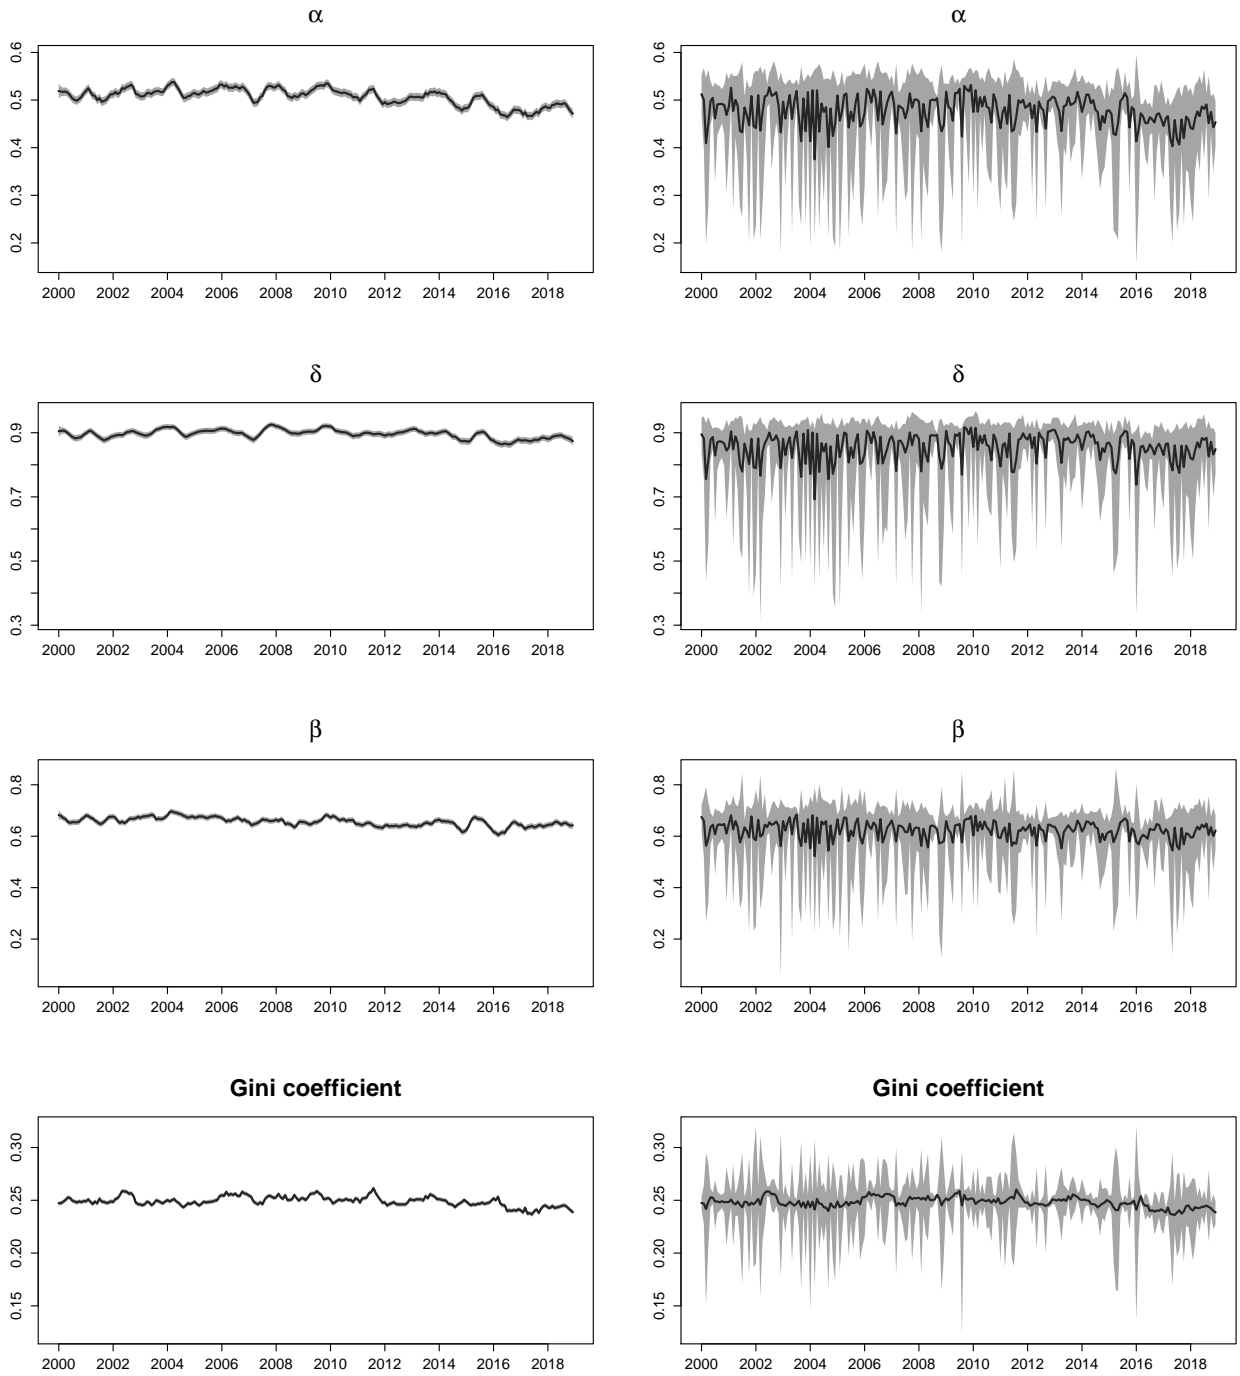 α α
0.2 0.3 0.4 0.5 0.6 0.2 0.3 0.4 0.5 0.6
2000 2002 2004 2006 2008 2010 2012 2014 2016 2018 2000 2002 2004 2006 2008 2010 2012 2014 2016 2018
δ δ
0.3 0.5 0.7 0.9 0.3 0.5 0.7 0.9
2000 2002 2004 2006 2008 2010 2012 2014 2016 2018 2000 2002 2004 2006 2008 2010 2012 2014 2016 2018
β β
0.2 0.4 0.6 0.8 0.2 0.4 0.6 0.8
2000 2002 2004 2006 2008 2010 2012 2014 2016 2018 2000 2002 2004 2006 2008 2010 2012 2014 2016 2018
Gini coefficient Gini coefficient
0.15 0.20 0.25 0.30 0.15 0.20 0.25 0.30
2000 2002 2004 2006 2008 2010 2012 2014 2016 2018 2000 2002 2004 2006 2008 2010 2012 2014 2016 2018